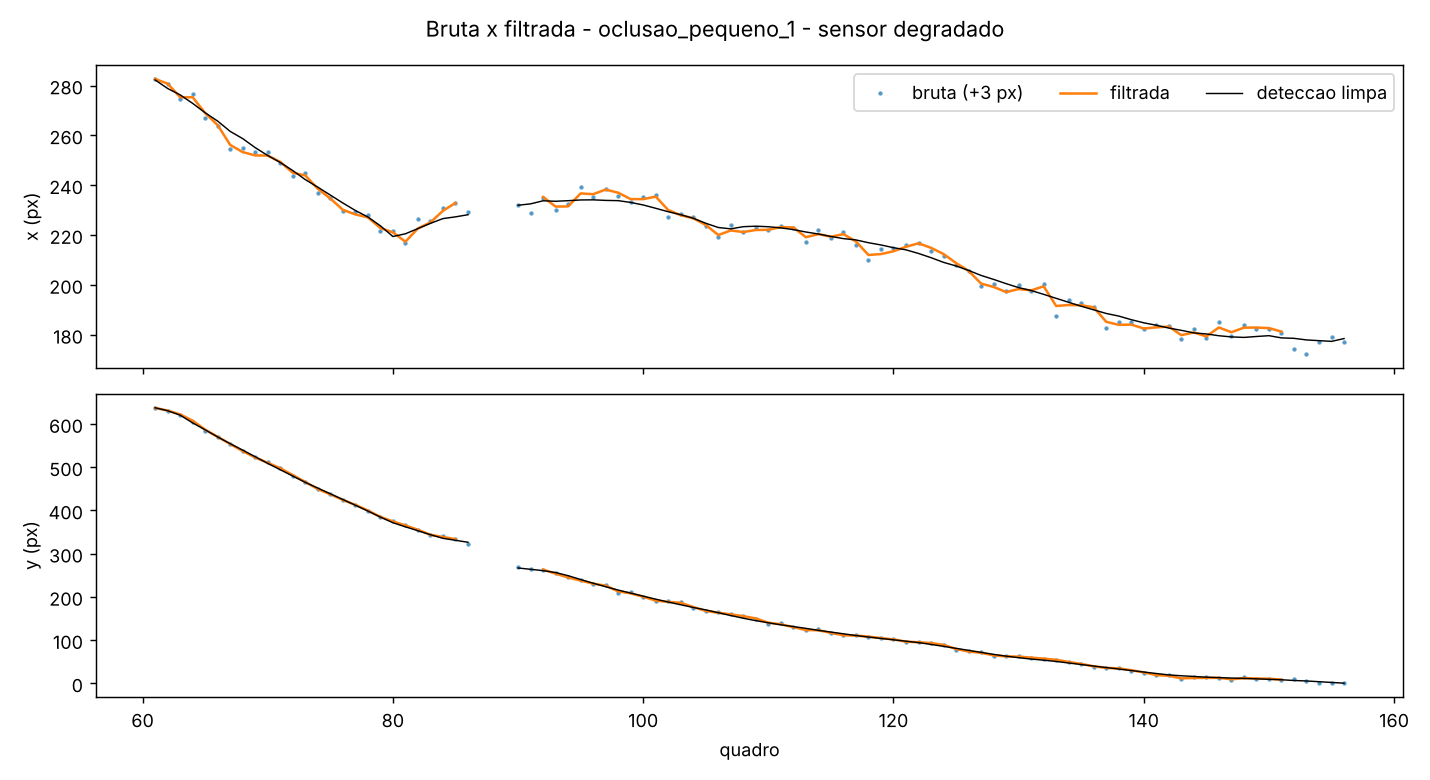 Bruta x filtrada - oclusao_pequeno_1 - sensor degradado
bruta (+3 px) filtrada deteccao limpa
x (px)
280
260
240
220
200
180
y (px)
600
500
400
300
200
100
0
60 80 100 120 140 160
quadro